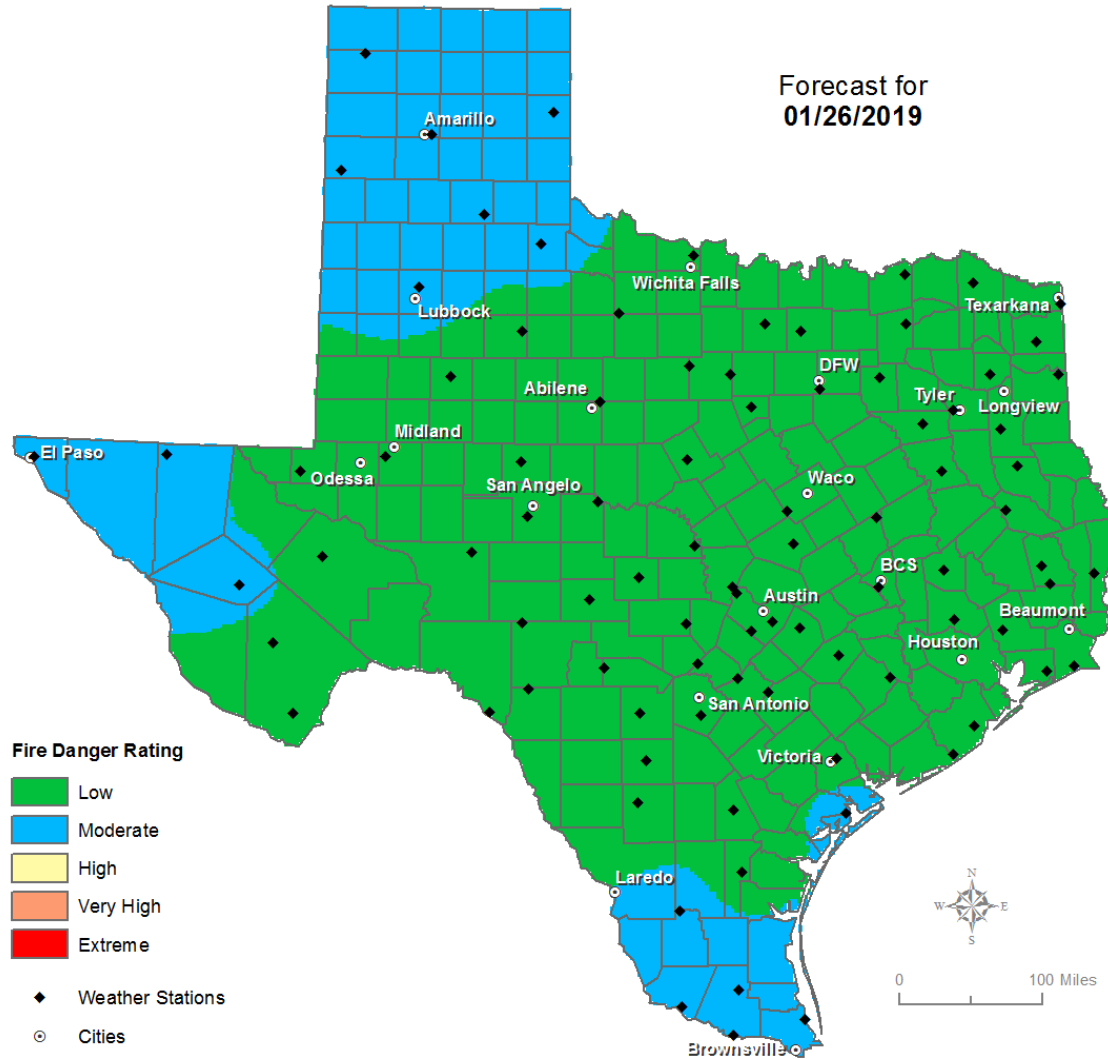 Forecast for
01/26/2019
Amarillo
Wichita Falls
Lubbock
Texarkana
DFW
Abilene
Tyler
Longview
Midland
El Paso
Odessa
San Angelo
Waco
BCS
Austin
Beaumont
Houston
San Antonio
Victoria
Fire Danger Rating
Low
Moderate
High
Very High
Extreme
Weather Stations
Cities
Laredo
Brownsville
N
W E
S
0 100 Miles